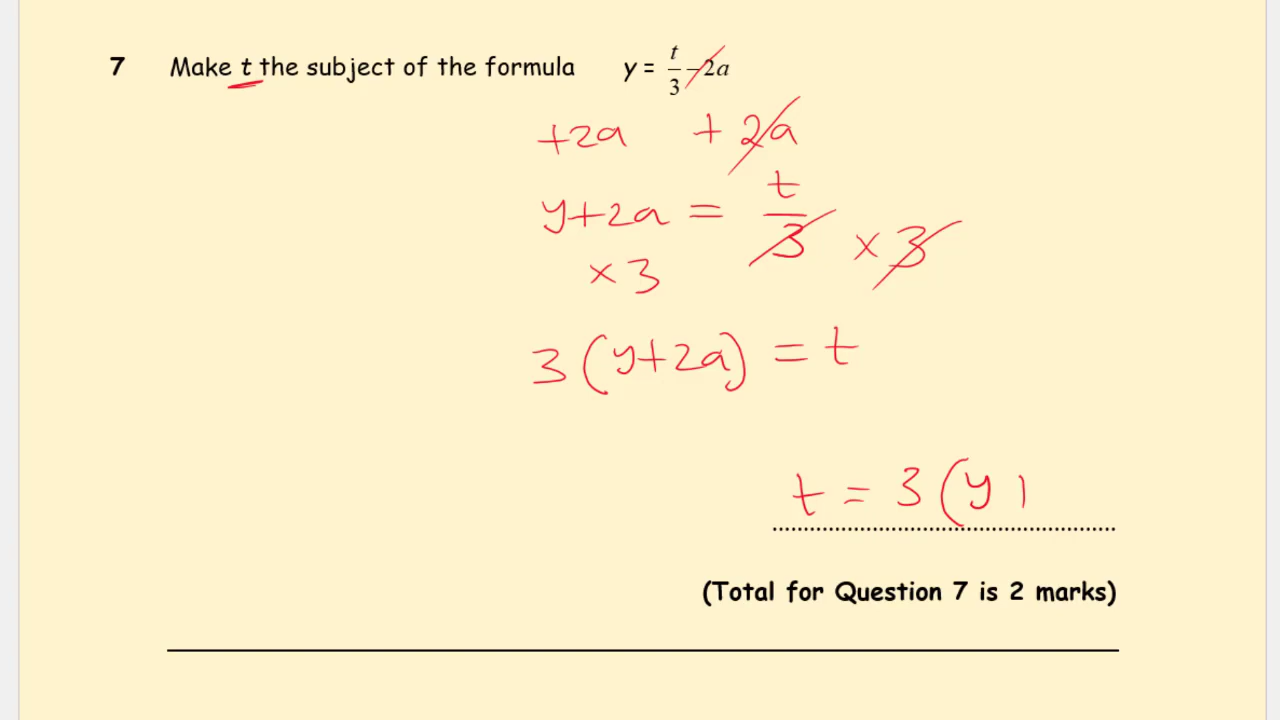 7 Make t the subject of the formula y = t/3 - 2a
+2a + 2a
y+2a = t/3 × 3
× 3
3 (y+2a) = t
t = 3 (y
(Total for Question 7 is 2 marks)